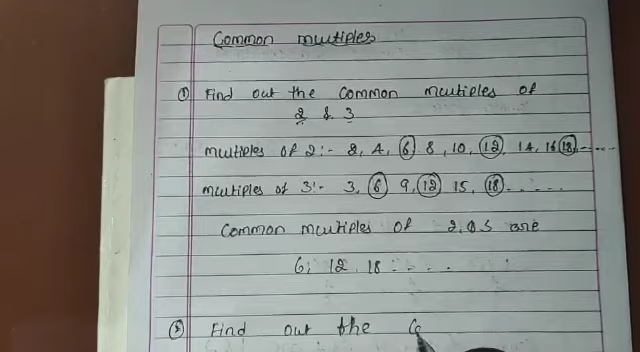 Common multiples
① Find out the common multiples of
2 & 3
multiples of 2:- 2, 4, 6 8, 10, 12, 14, 16 18......
multiples of 3:- 3, 6 9, 12 15, 18......
Common multiples of 2, are
6, 12, 18 : . . . .
② Find out the